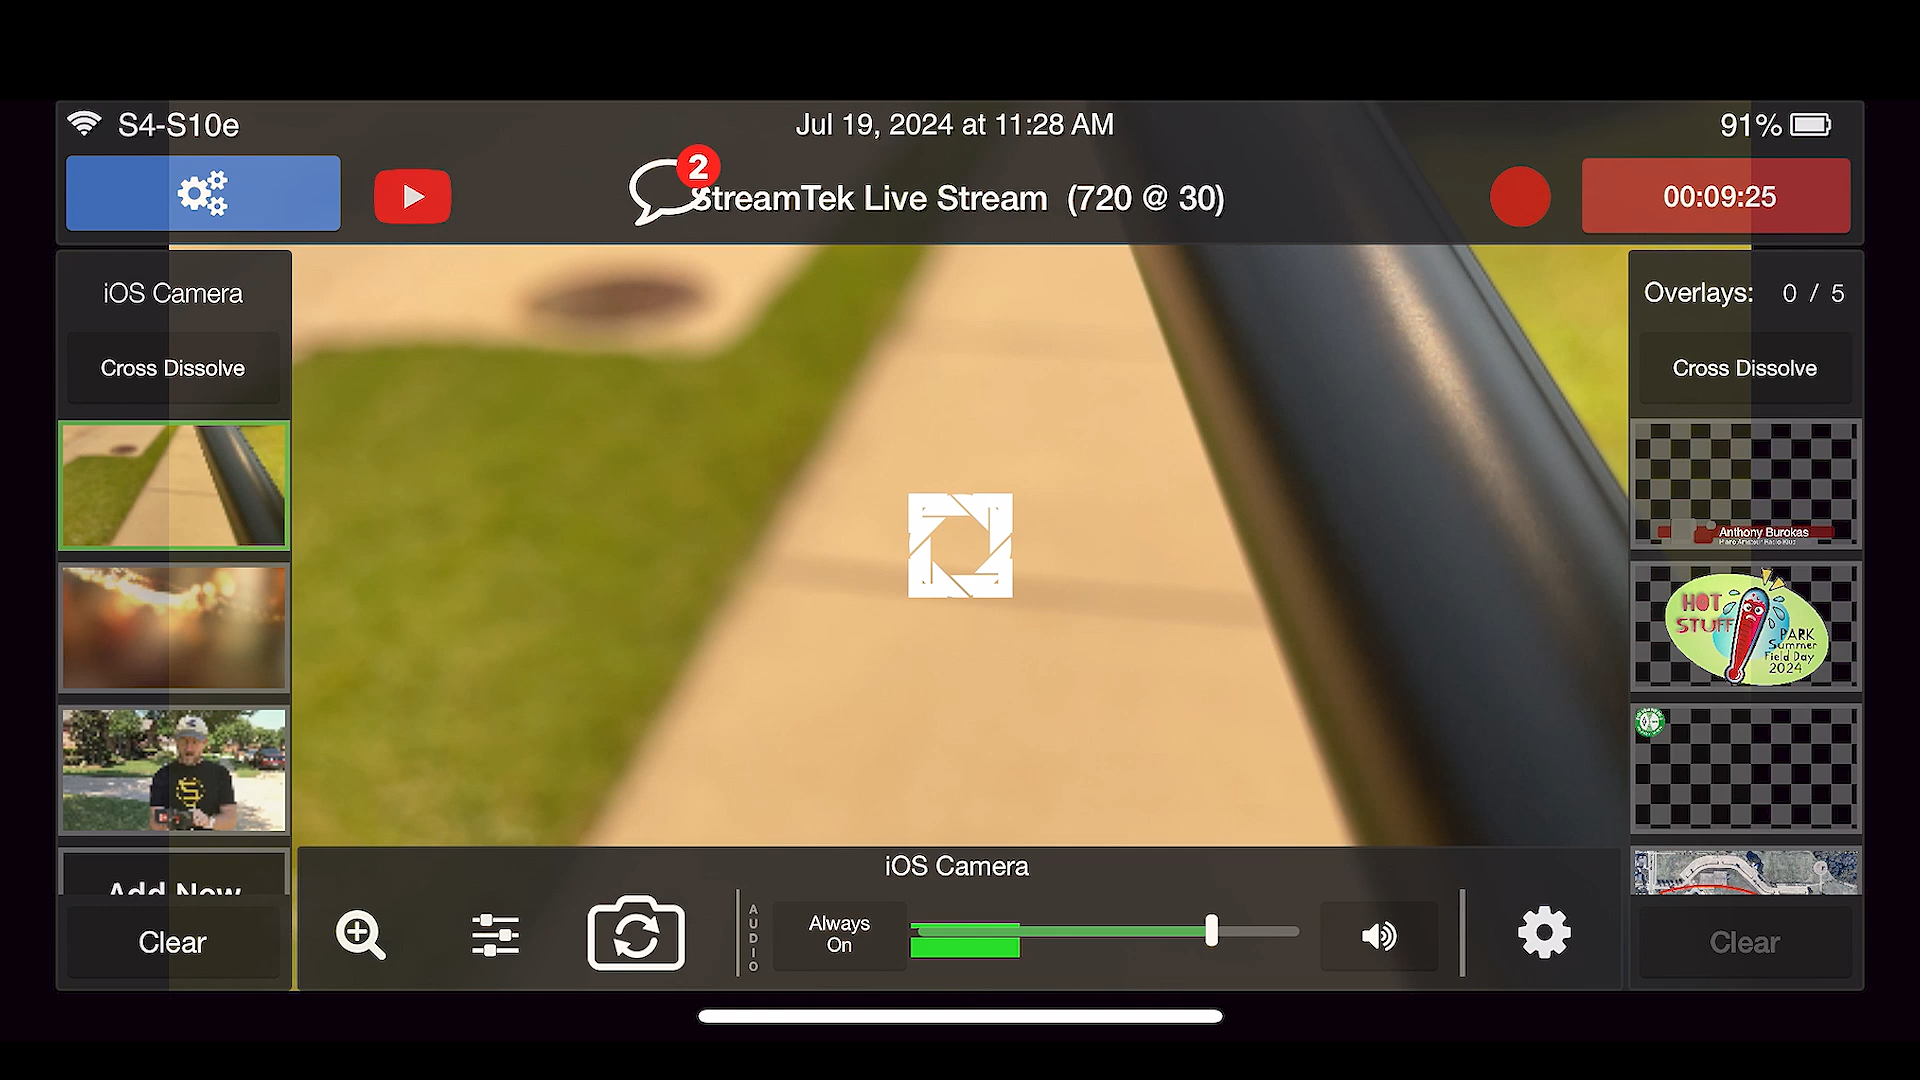 S4-S10e
Jul 19, 2024 at 11:28 AM
91%
2
StreamTek Live Stream (720 @ 30)
00:09:25
iOS Camera
Cross Dissolve
Add New
Clear
Overlays: 0 / 5
Cross Dissolve
Anthony Burokas
HOT
STUFF
PARK
Summer
Field Day
2024
Clear
iOS Camera
AUDIO
Always
On